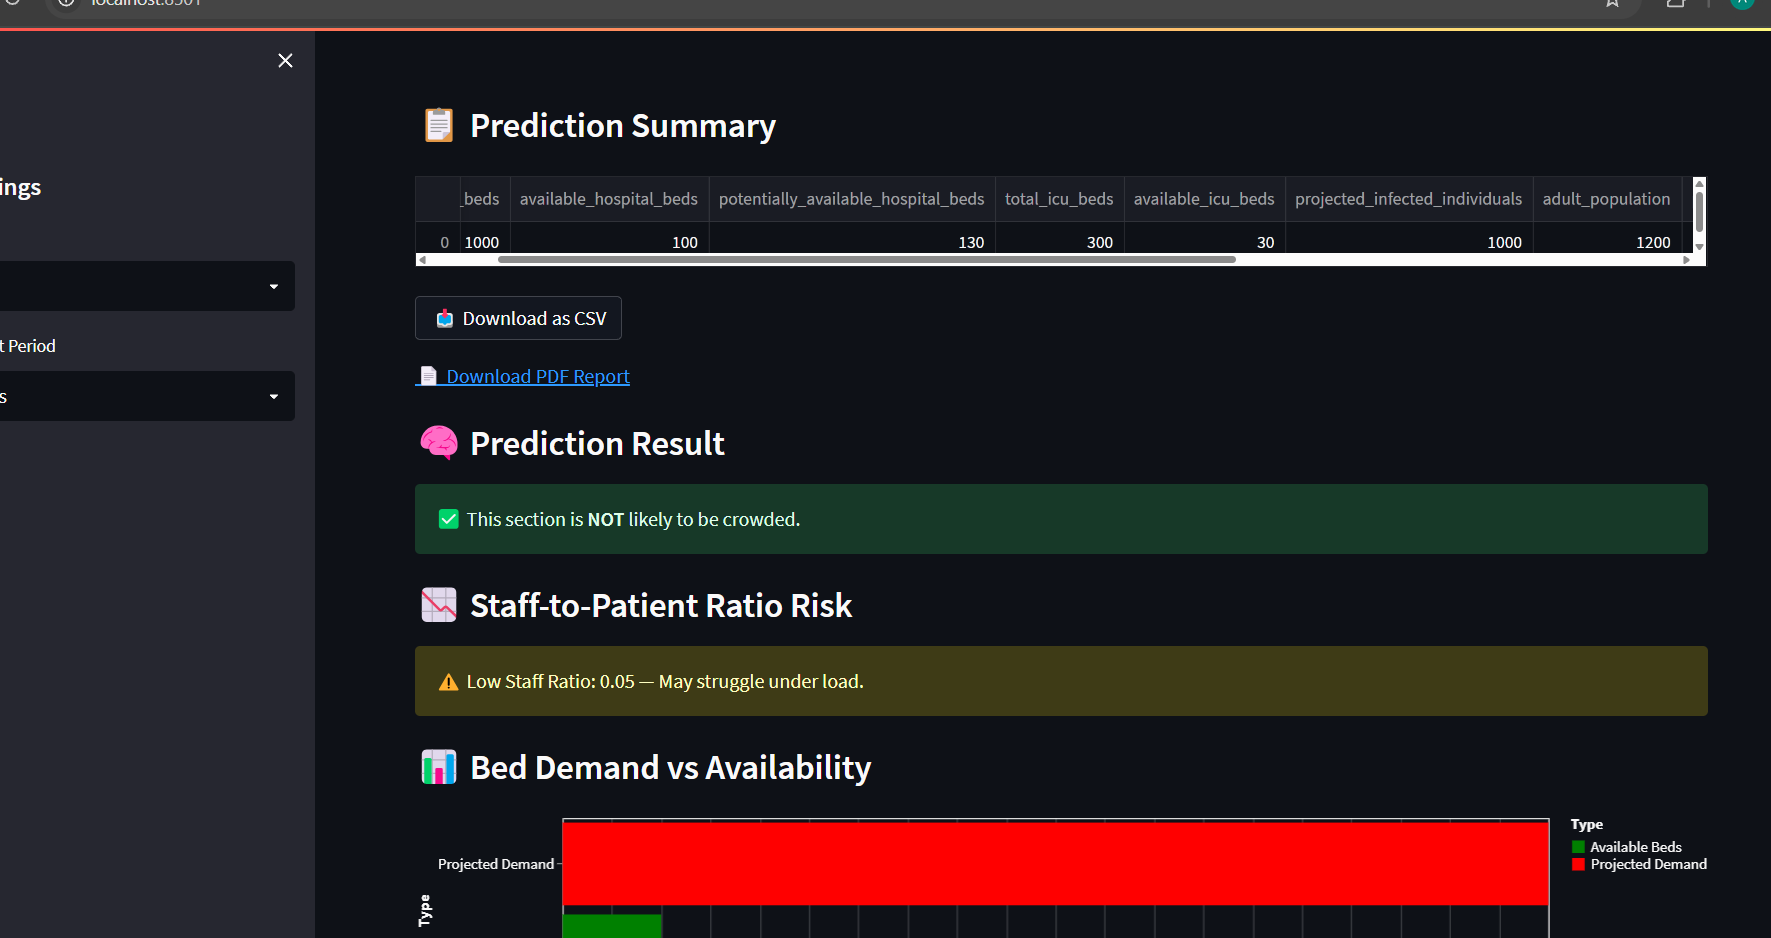 ings
t Period
s
Prediction Summary
_beds available_hospital_beds potentially_available_hospital_beds total_icu_beds available_icu_beds projected_infected_individuals adult_population
0 1000 100 130 300 30 1000 1200
Download as CSV
Download PDF Report
Prediction Result
This section is NOT likely to be crowded.
Staff-to-Patient Ratio Risk
Low Staff Ratio: 0.05 — May struggle under load.
Bed Demand vs Availability
Type
Available Beds
Projected Demand
Projected Demand
Type